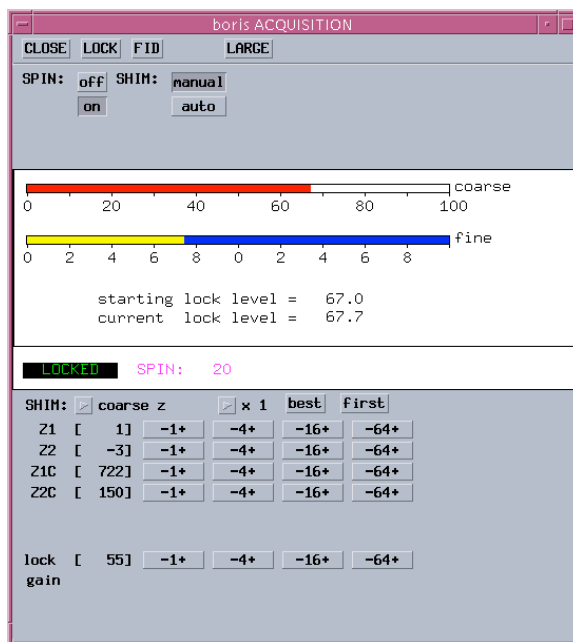 boris ACQUISITION
CLOSE LOCK FID LARGE
SPIN: off SHIM: manual
on auto
coarse
0 20 40 60 80 100
fine
0 2 4 6 8 0 2 4 6 8
starting lock level = 67.0
current lock level = 67.7
LOCKED SPIN: 20
SHIM: coarse z x 1 best first
Z1 [ 1] -1+ -4+ -16+ -64+
Z2 [ -3] -1+ -4+ -16+ -64+
Z1C [ 722] -1+ -4+ -16+ -64+
Z2C [ 150] -1+ -4+ -16+ -64+
lock [ 55] -1+ -4+ -16+ -64+
gain